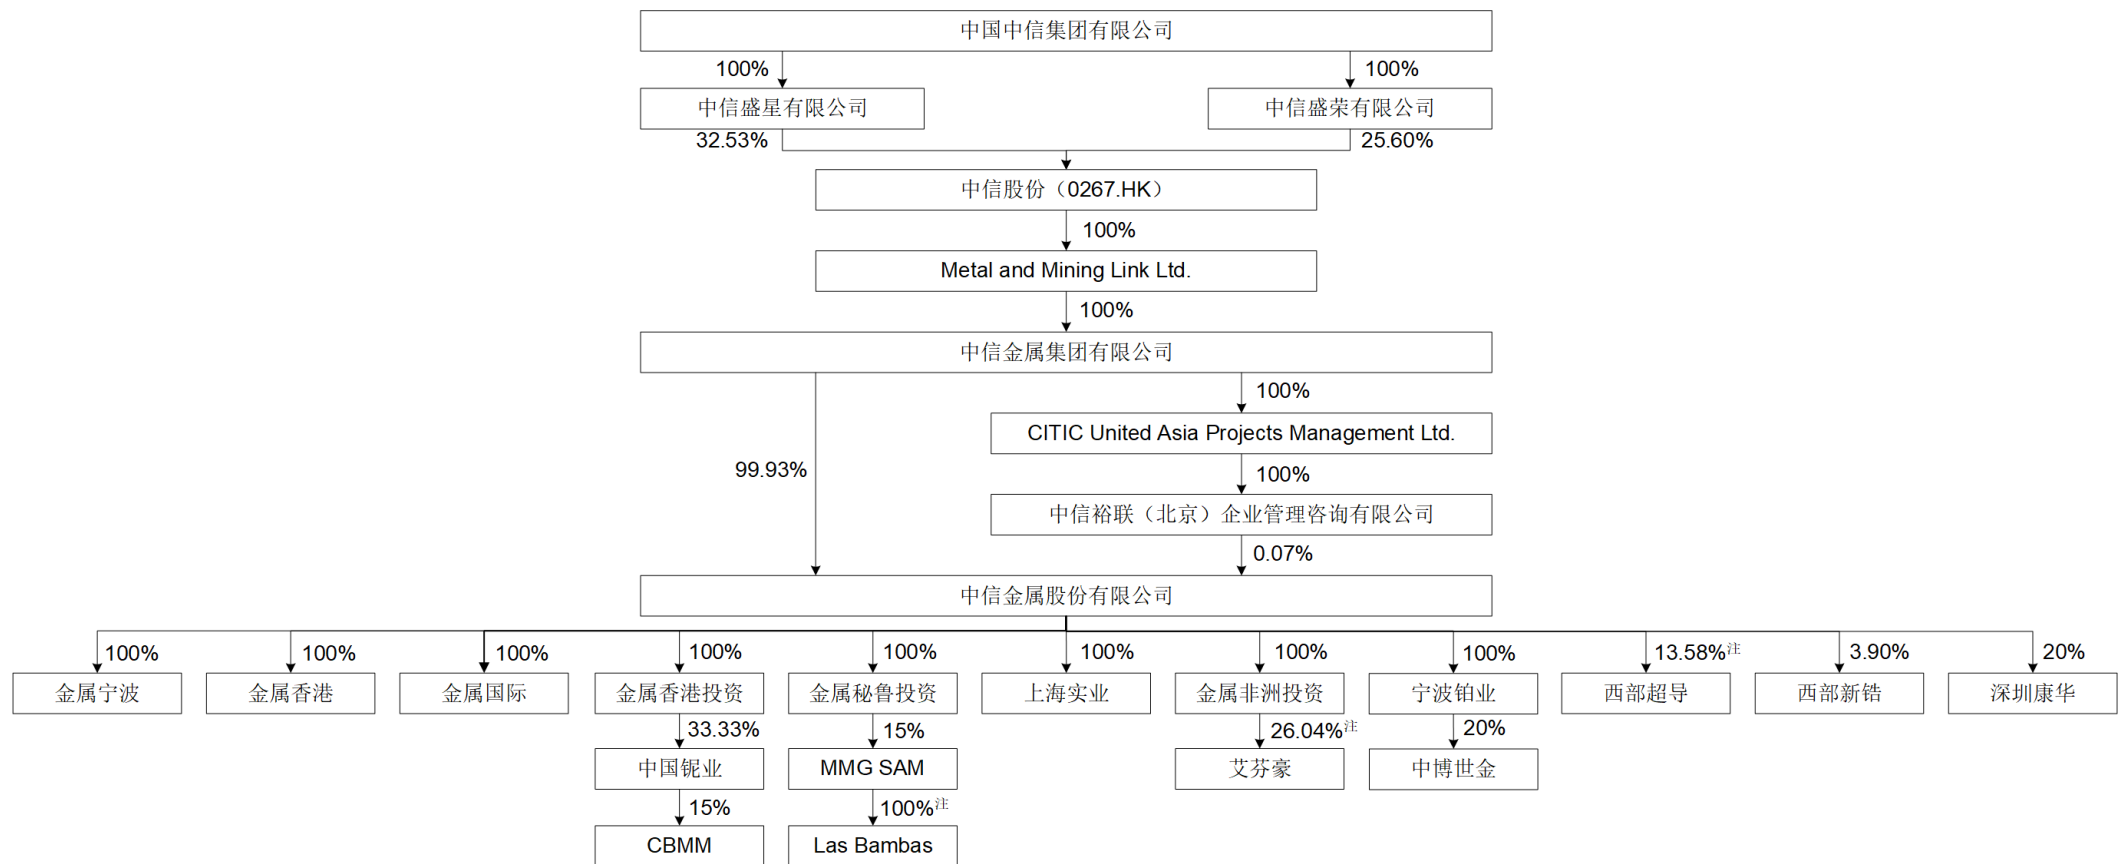 中国中信集团有限公司
100%
100%
中信盛星有限公司
中信盛荣有限公司
32.53%
25.60%
中信股份（0267.HK）
100%
Metal and Mining Link Ltd.
100%
中信金属集团有限公司
100%
CITIC United Asia Projects Management Ltd.
99.93%
100%
中信裕联（北京）企业管理咨询有限公司
0.07%
中信金属股份有限公司
100%
100%
100%
100%
100%
100%
100%
100%
13.58%注
3.90%
20%
金属宁波
金属香港
金属国际
金属香港投资
金属秘鲁投资
上海实业
金属非洲投资
宁波铂业
西部超导
西部新锆
深圳康华
33.33%
15%
26.04%注
20%
中国铌业
MMG SAM
艾芬豪
中博世金
15%
100%注
CBMM
Las Bambas